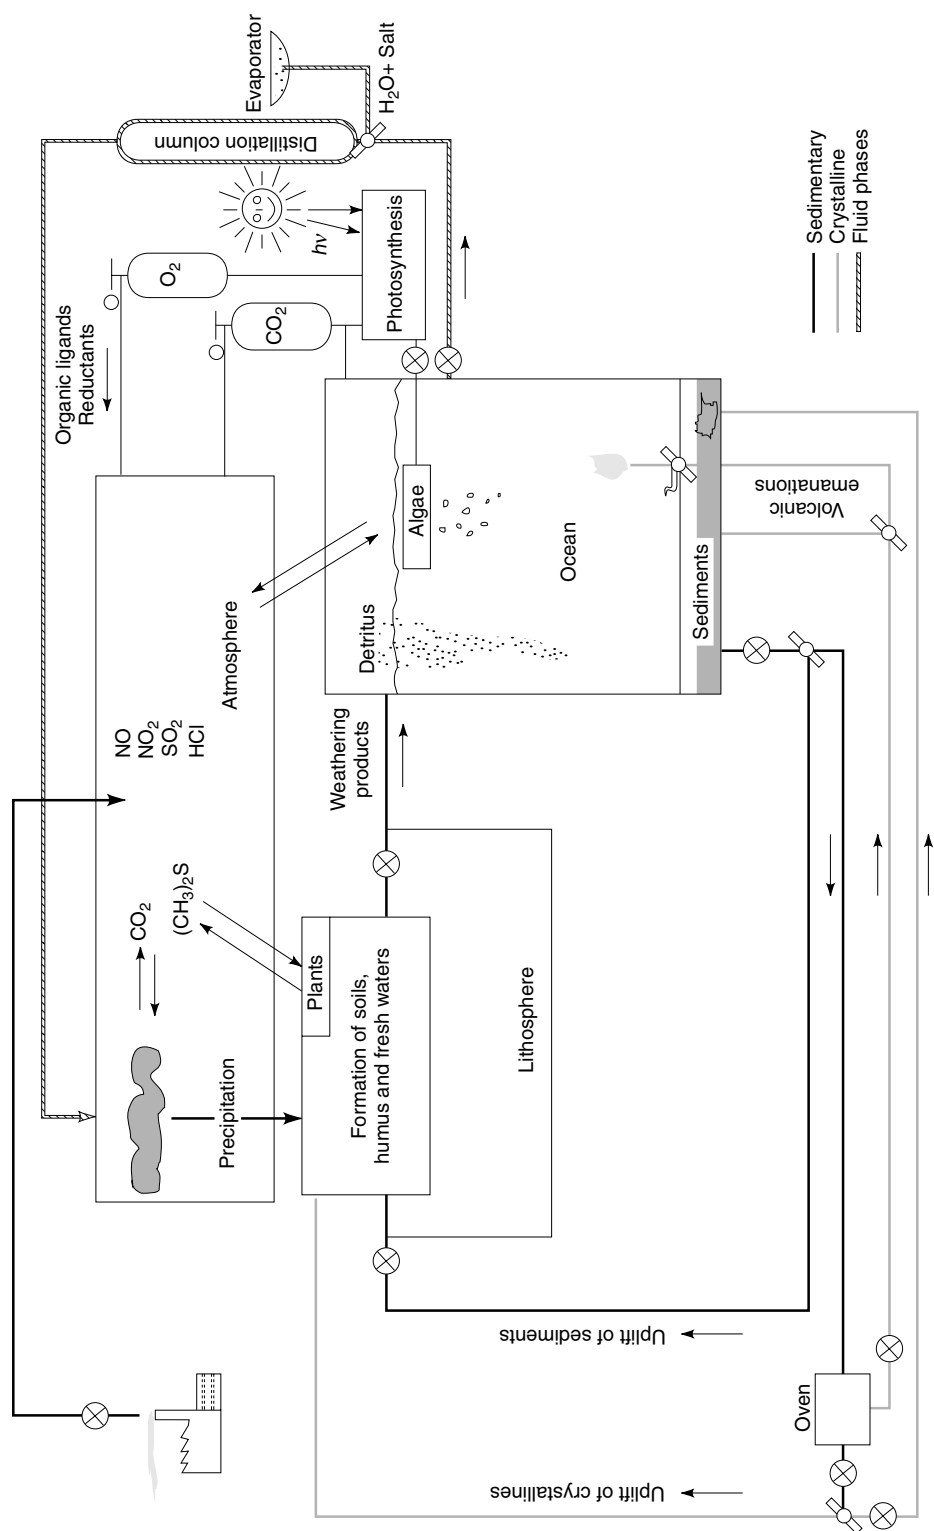 Evaporator
H2O+ Salt
Distillation column
hν
O2
CO2
Photosynthesis
Organic ligands
Reductants
Sedimentary
Crystalline
Fluid phases
Atmosphere
NO
NO2
SO2
HCl
CO2
(CH3)2S
Precipitation
Algae
Detritus
Ocean
Sediments
Volcanic
emanations
Weathering
products
Plants
Formation of soils,
humus and fresh waters
Lithosphere
Uplift of sediments
Oven
Uplift of crystallines